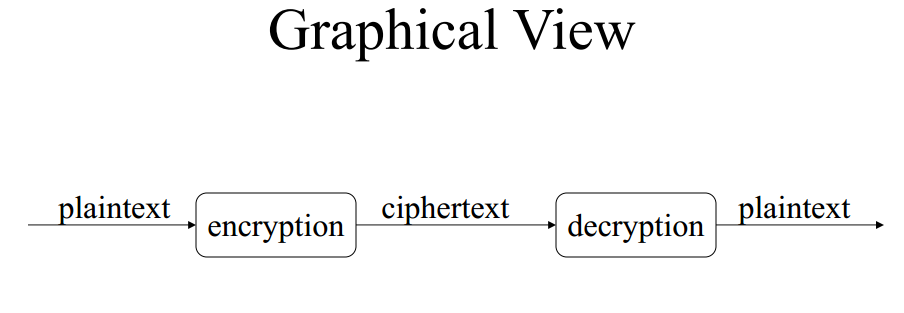 Graphical View
plaintext
encryption
ciphertext
decryption
plaintext